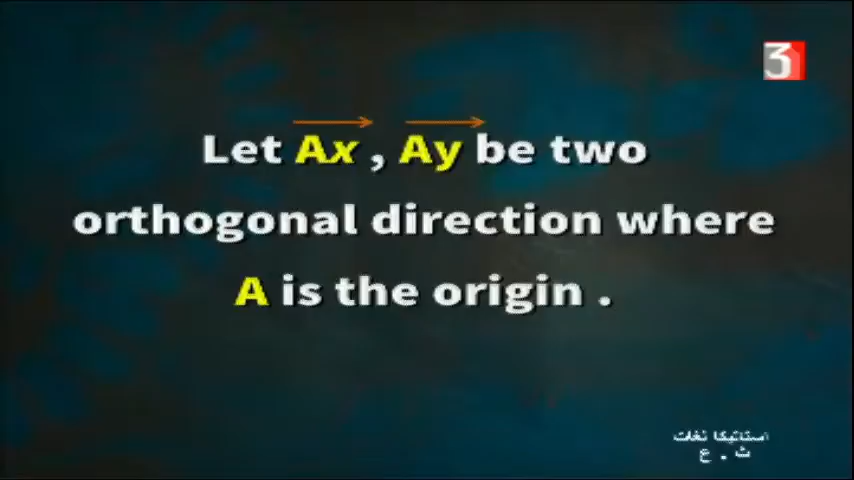 3
Let Ax , Ay be two
orthogonal direction where
A is the origin .
استاتيكا لغات
ث . ع